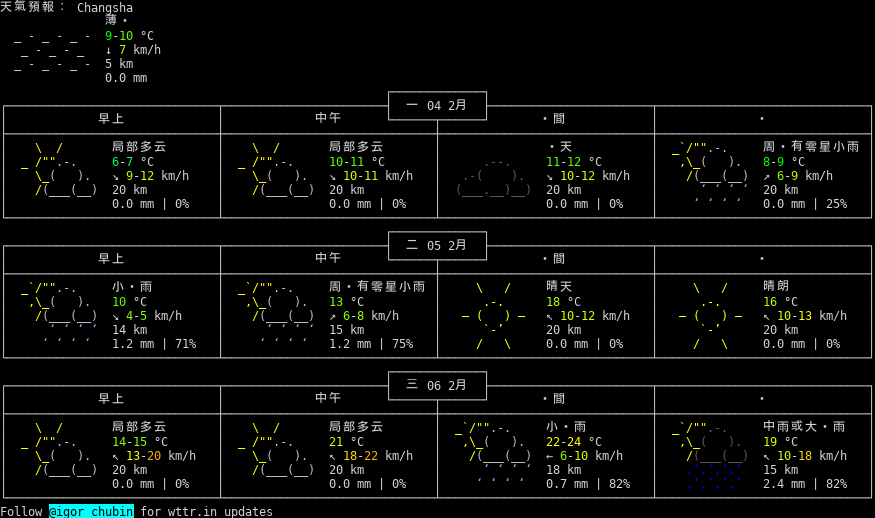 天氣預報： Changsha
薄・
9-10 °C
↓ 7 km/h
5 km
0.0 mm
一 04 2月
早上 中午 ・間 ・
局部多云 局部多云 ・天 周・有零星小雨
6-7 °C 10-11 °C 11-12 °C 8-9 °C
↘ 9-12 km/h ↘ 10-11 km/h ↘ 10-12 km/h ↗ 6-9 km/h
20 km 20 km 20 km 20 km
0.0 mm | 0% 0.0 mm | 0% 0.0 mm | 0% 0.0 mm | 25%
二 05 2月
早上 中午 ・間 ・
小・雨 周・有零星小雨 晴天 晴朗
10 °C 13 °C 18 °C 16 °C
↘ 4-5 km/h ↗ 6-8 km/h ↖ 10-12 km/h ↖ 10-13 km/h
14 km 15 km 20 km 20 km
1.2 mm | 71% 1.2 mm | 75% 0.0 mm | 0% 0.0 mm | 0%
三 06 2月
早上 中午 ・間 ・
局部多云 局部多云 小・雨 中雨或大・雨
14-15 °C 21 °C 22-24 °C 19 °C
↖ 13-20 km/h ↖ 18-22 km/h ← 6-10 km/h ↖ 10-18 km/h
20 km 20 km 18 km 15 km
0.0 mm | 0% 0.0 mm | 0% 0.7 mm | 82% 2.4 mm | 82%
Follow @igor_chubin for wttr.in updates